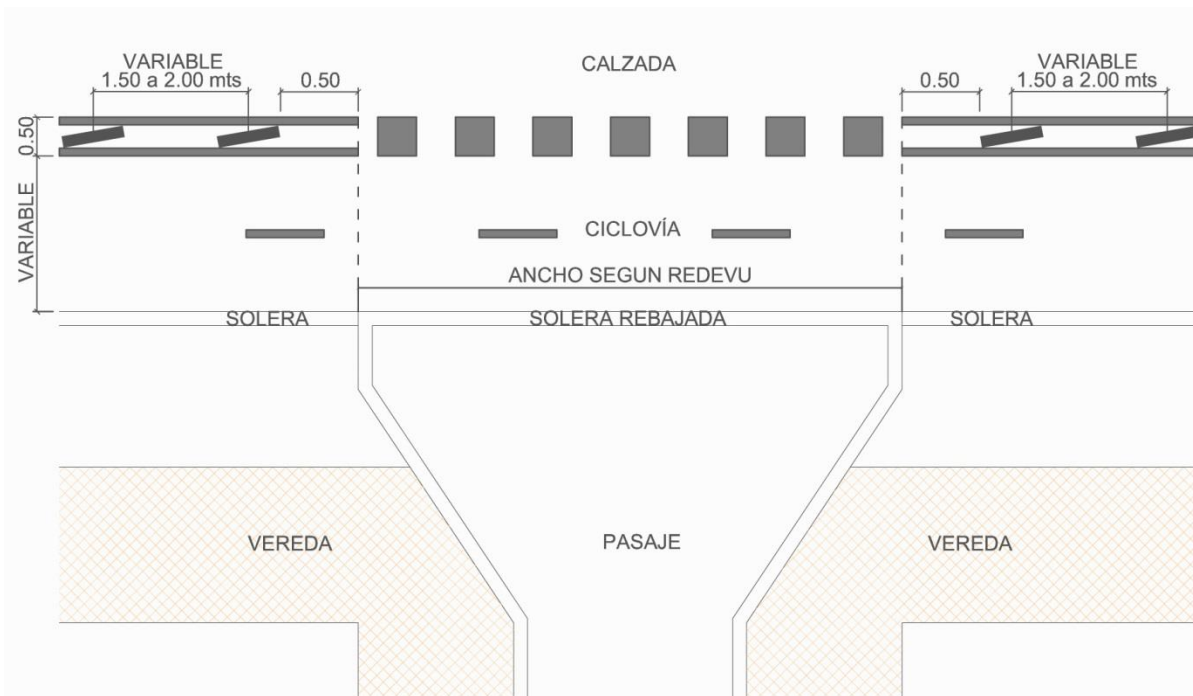 VARIABLE
1.50 a 2.00 mts
0.50
CALZADA
0.50
VARIABLE
1.50 a 2.00 mts
0.50
VARIABLE
CICLOVÍA
ANCHO SEGUN REDEVU
SOLERA
SOLERA REBAJADA
SOLERA
VEREDA
PASAJE
VEREDA